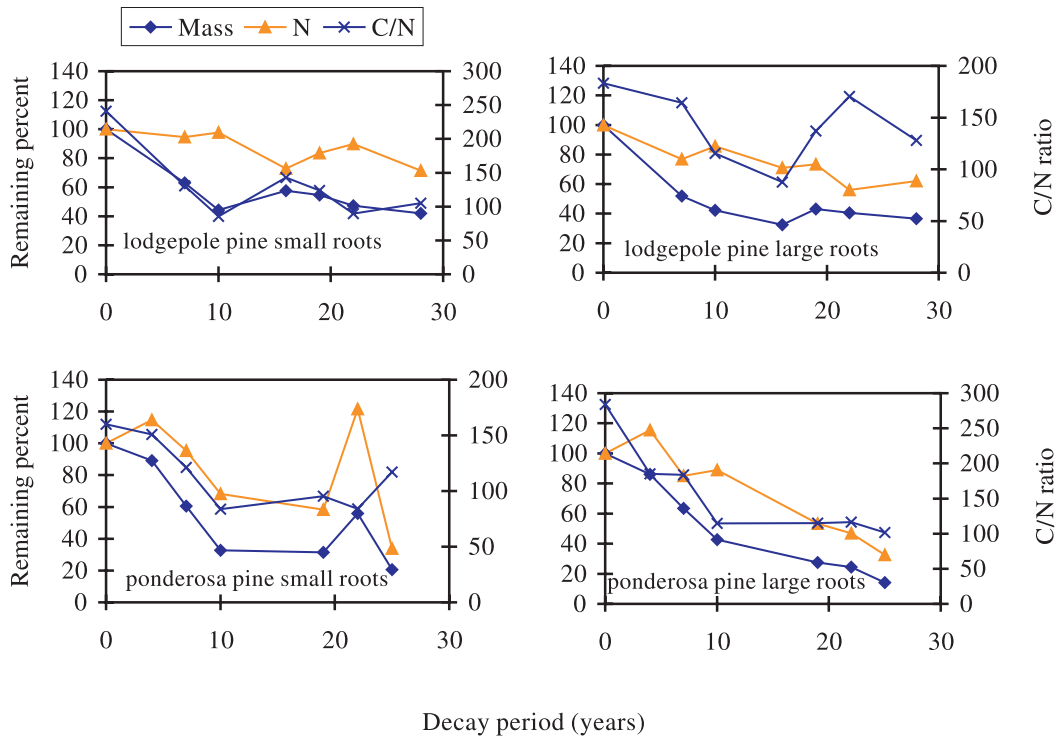 Mass N C/N
140 300 140 200
120 250 120
100 200 100 150
80 150 80 100
60 60
40 100 40 50
20 50 20
0 0 0 0
Remaining percent
C/N ratio
lodgepole pine small roots
lodgepole pine large roots
0 10 20 30 0 10 20 30
140 200 140 300
120 150 120 250
100 100 200
80 100 80 150
60 60
40 50 40 100
20 20 50
0 0 0 0
Remaining percent
C/N ratio
ponderosa pine small roots
ponderosa pine large roots
0 10 20 30 0 10 20 30
Decay period (years)